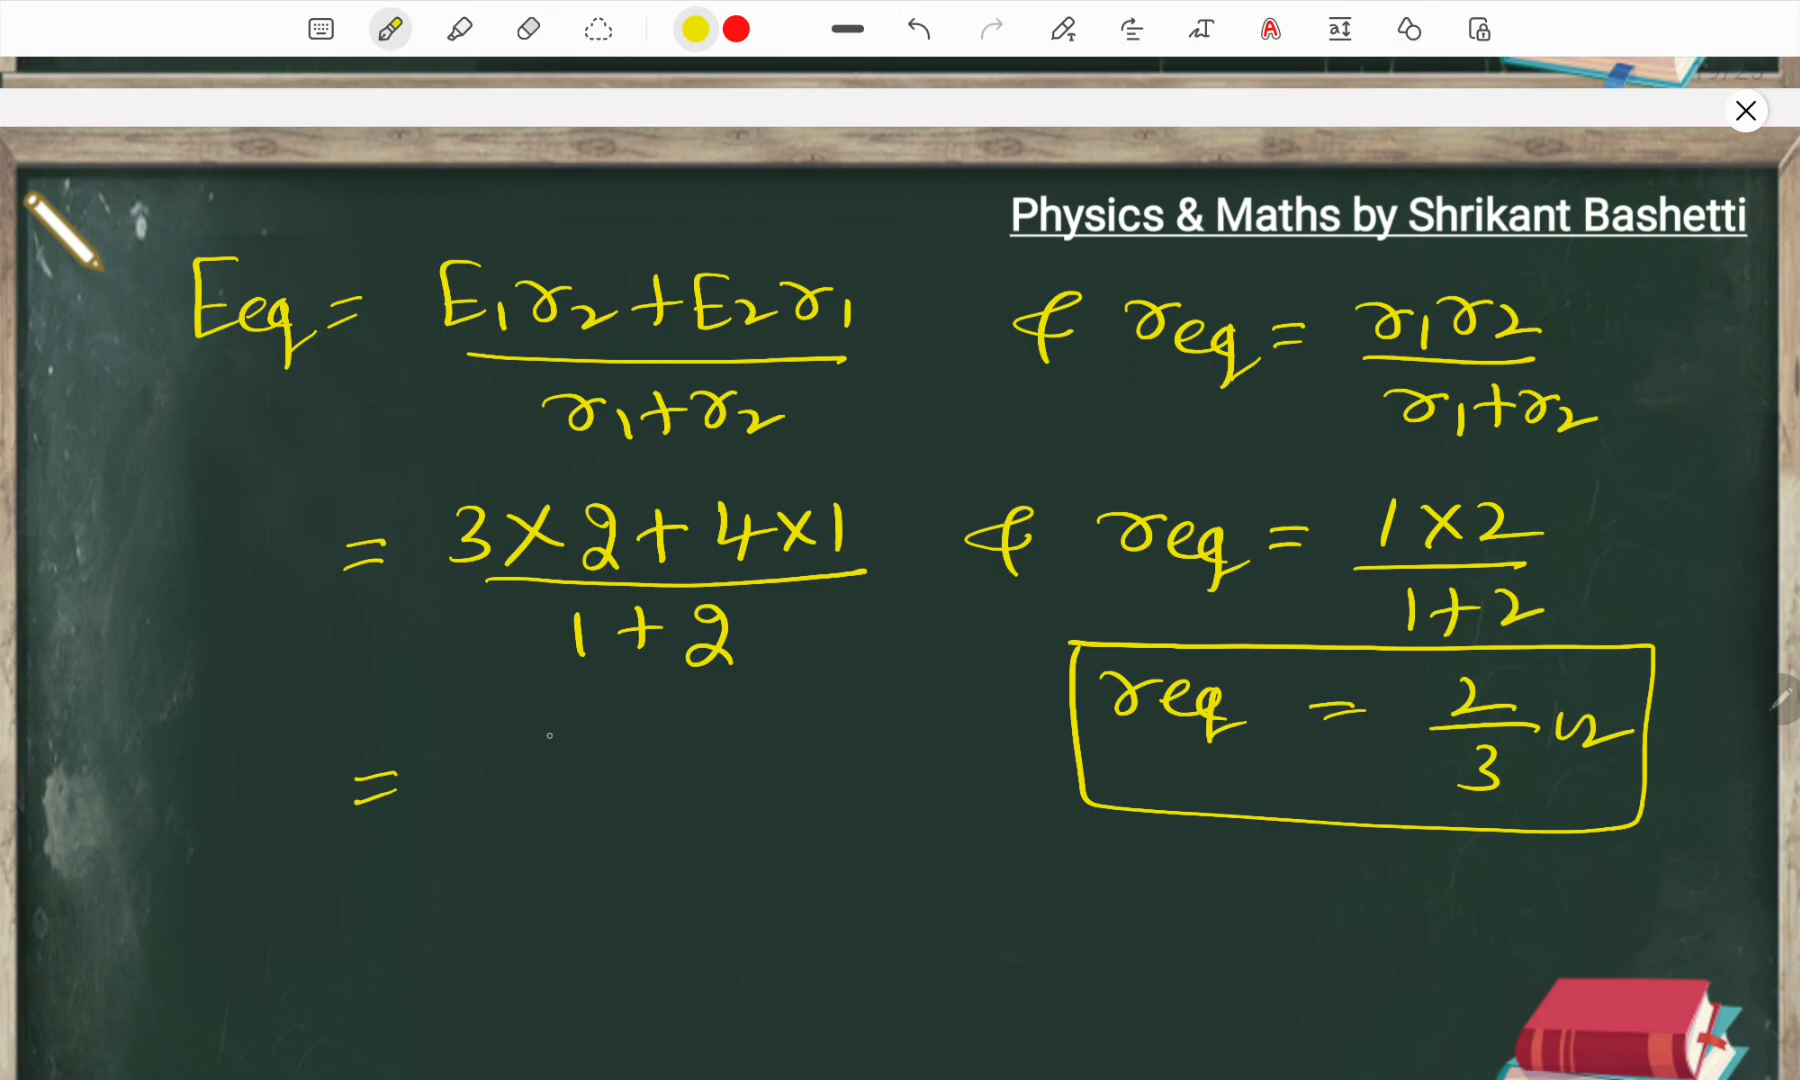 Physics & Maths by Shrikant Bashetti
Eeq = E₁r₂ + E₂r₁ / r₁ + r₂ & req = r₁r₂ / r₁ + r₂
= 3 × 2 + 4 × 1 / 1 + 2 & req = 1 × 2 / 1 + 2
= req = 2 / 3 Ω